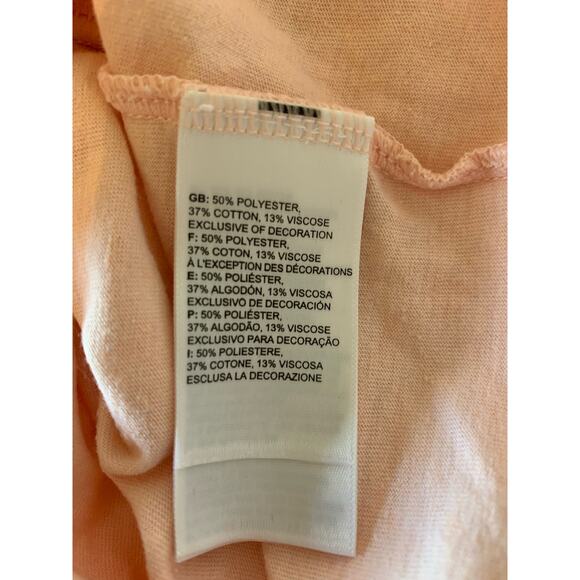 GB: 50% POLYESTER,
37% COTTON, 13% VISCOSE
EXCLUSIVE OF DECORATION
F: 50% POLYESTER,
37% COTON, 13% VISCOSE
À L'EXCEPTION DES DÉCORATIONS
E: 50% POLIÉSTER,
37% ALGODÓN, 13% VISCOSA
EXCLUSIVO DE DECORACIÓN
P: 50% POLIÉSTER,
37% ALGODÃO, 13% VISCOSE
EXCLUSIVO PARA DECORAÇÃO
I: 50% POLIESTERE,
37% COTONE, 13% VISCOSA
ESCLUSA LA DECORAZIONE